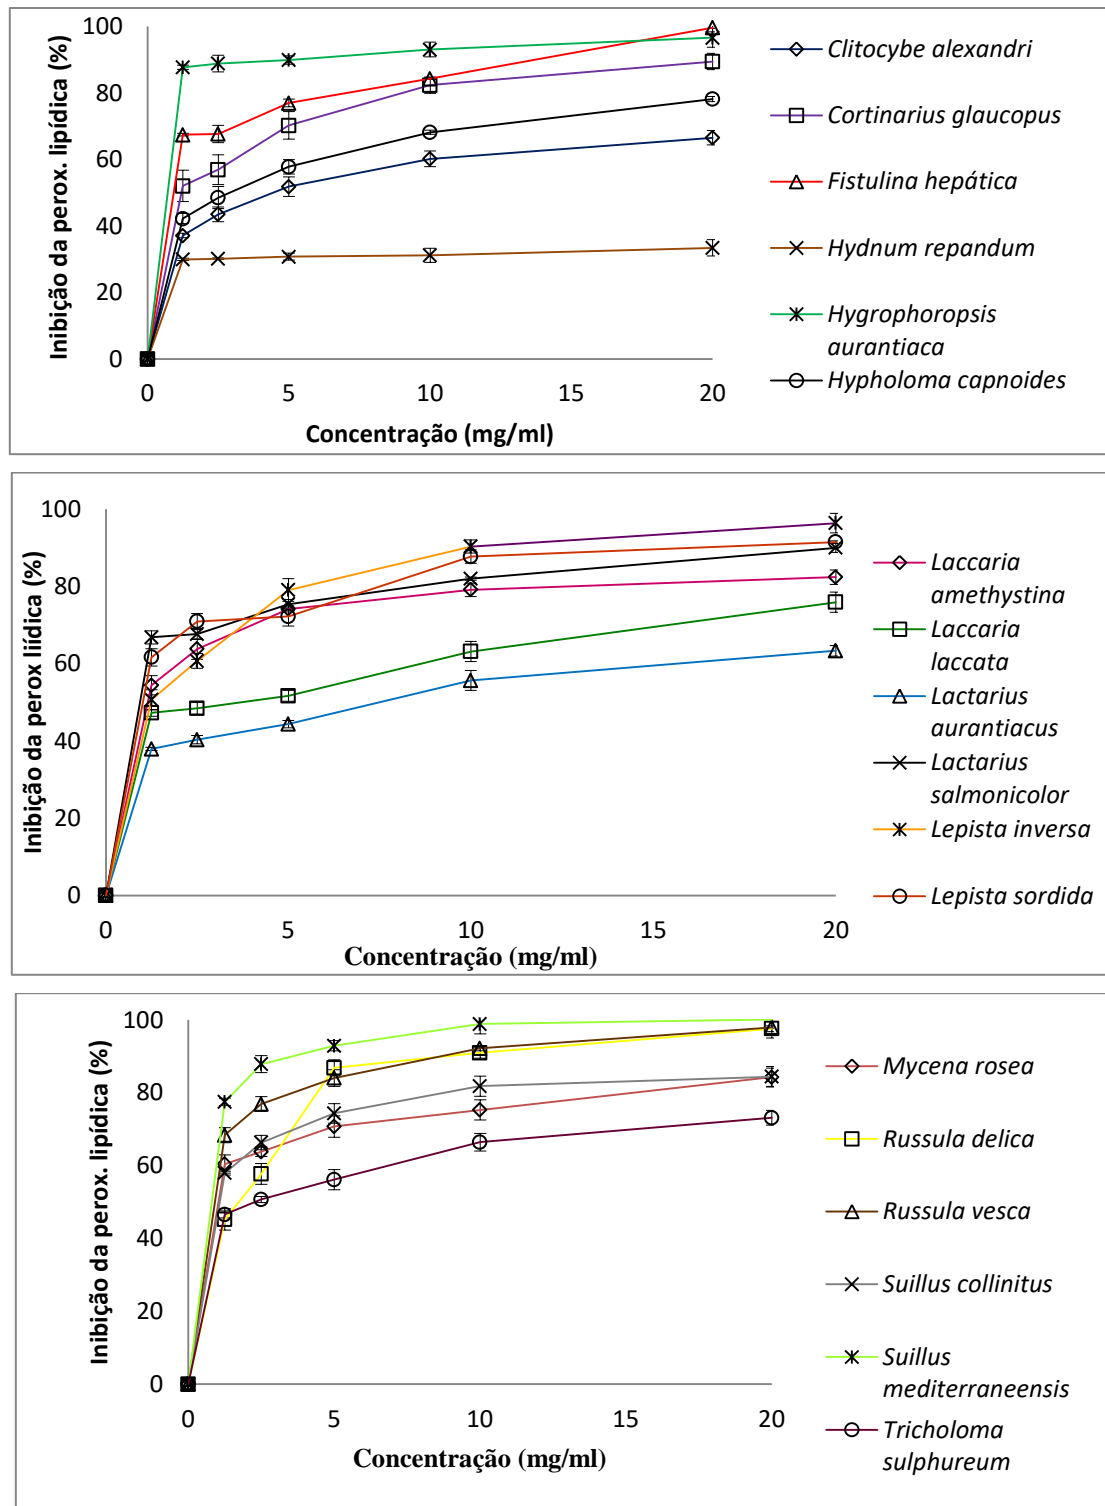 Inibição da perox. lipídica (%)
100
80
60
40
20
0
0 5 10 15 20
Concentração (mg/ml)
Clitocybe alexandri
Cortinarius glaucopus
Fistulina hepática
Hydnum repandum
Hygrophoropsis
aurantiaca
Hypholoma capnoides
Inibição da perox liídica (%)
100
80
60
40
20
0
0 5 10 15 20
Concentração (mg/ml)
Laccaria
amethystina
Laccaria
laccata
Lactarius
aurantiacus
Lactarius
salmonicolor
Lepista inversa
Lepista sordida
Inibição da perox. lipídica (%)
100
80
60
40
20
0
0 5 10 15 20
Concentração (mg/ml)
Mycena rosea
Russula delica
Russula vesca
Suillus collinitus
Suillus
mediterraneensis
Tricholoma
sulphureum